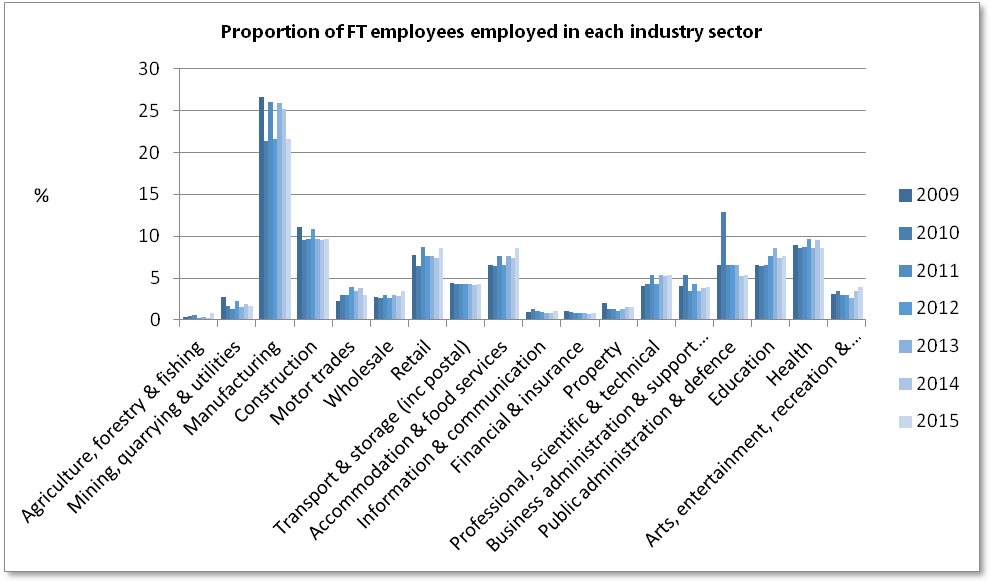 Proportion of FT employees employed in each industry sector
30
25
20
15
10
5
0
%
Agriculture, forestry & fishing
Mining, quarrying & utilities
Manufacturing
Construction
Motor trades
Wholesale
Retail
Transport & storage (inc postal)
Accommodation & food services
Information & communication
Financial & insurance
Property
Professional, scientific & technical
Business administration & support...
Public administration & defence
Education
Health
Arts, entertainment, recreation &...
2009
2010
2011
2012
2013
2014
2015